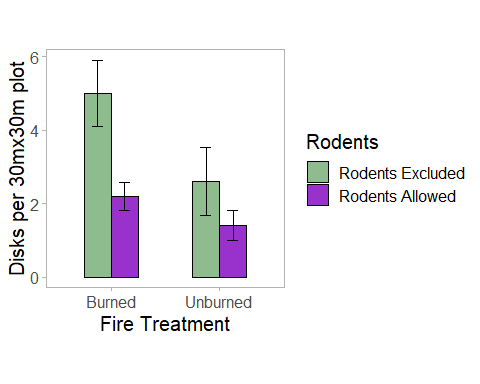 Disks per 30mx30m plot
6
4
2
0
Burned
Unburned
Fire Treatment
Rodents
Rodents Excluded
Rodents Allowed